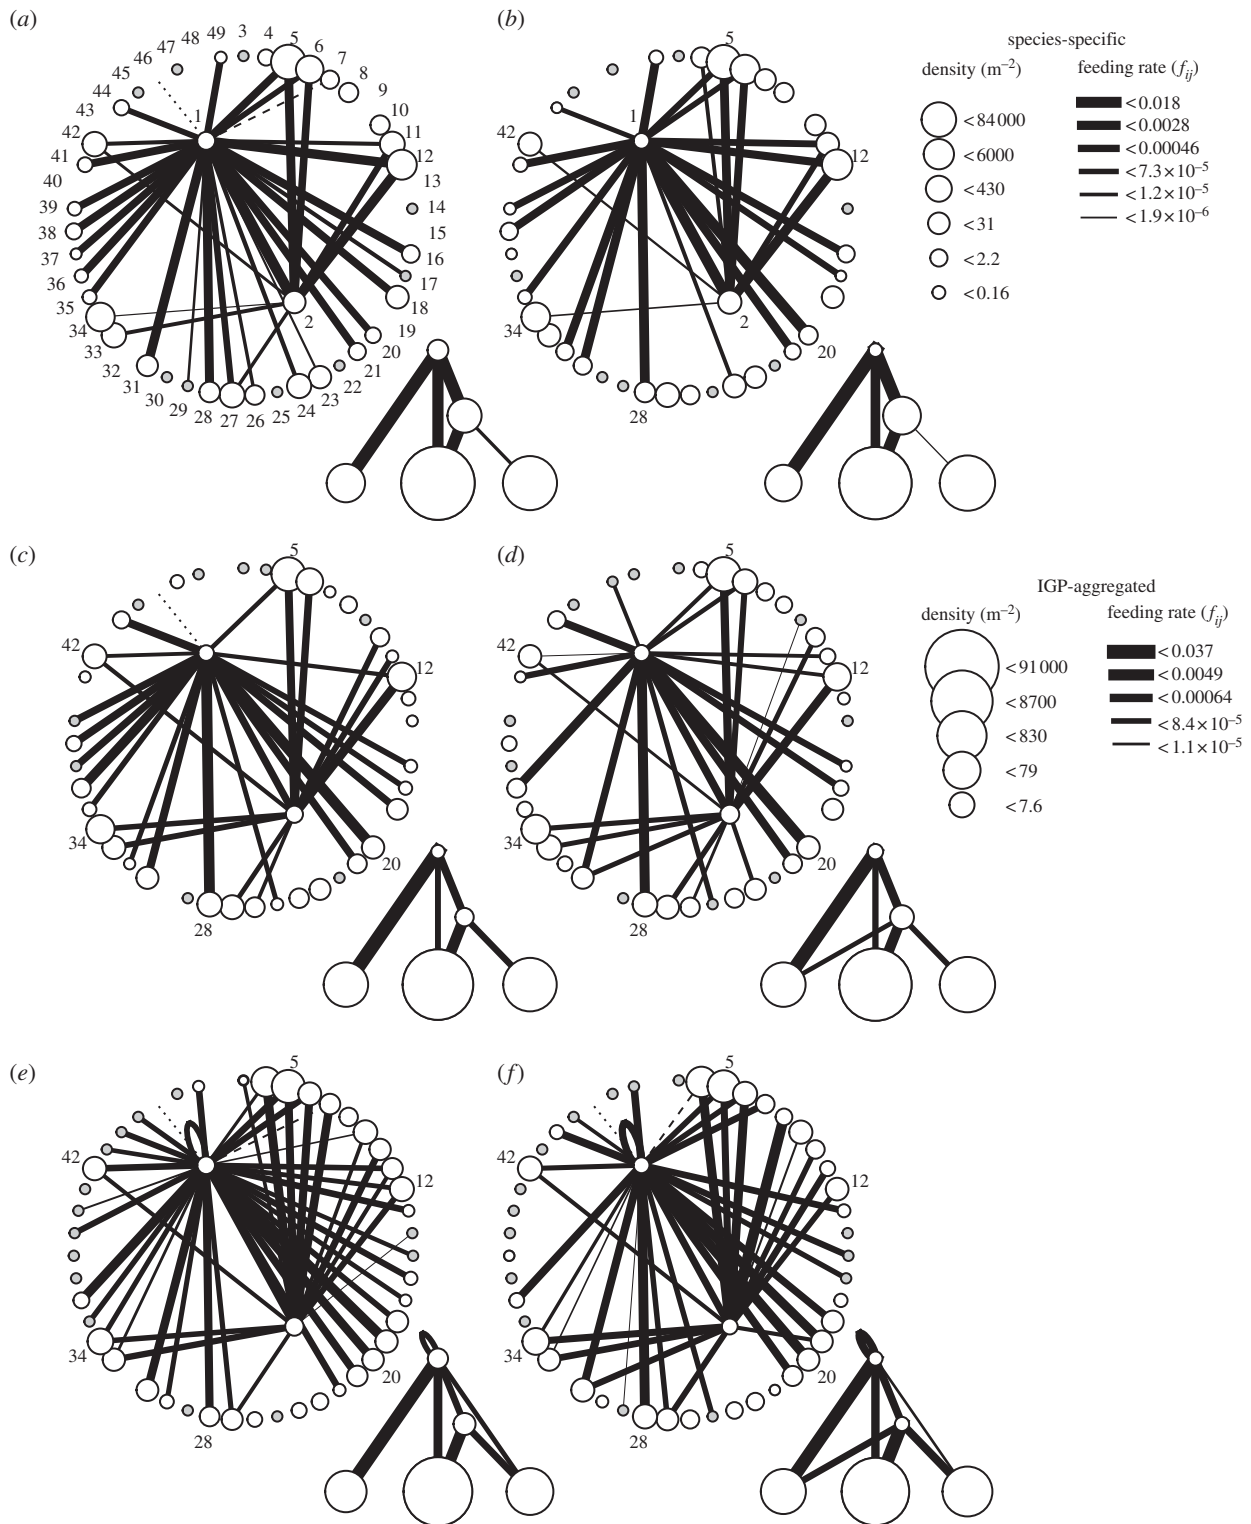 (a)
49 3 4 5 6 7 8 9 10 11 12 13 14 15 16 17 18 19 20 21 22 23 24 25 26 27 28 29 30 31 32 33 34 35 36 37 38 39 40 41 42 43 44 45 46 47 48
1
2
(b)
5
1
42
12
2
34
20
28
species-specific
density (m⁻²)
feeding rate (fᵢⱼ)
<84 000
<6000
<430
<31
<2.2
<0.16
<0.018
<0.0028
<0.00046
<7.3 × 10⁻⁵
<1.2 × 10⁻⁵
<1.9 × 10⁻⁶
(c)
5
42
12
34
20
28
(d)
5
42
12
34
20
28
IGP-aggregated
density (m⁻²)
feeding rate (fᵢⱼ)
<91 000
<8700
<830
<79
<7.6
<0.037
<0.0049
<0.00064
<8.4 × 10⁻⁵
<1.1 × 10⁻⁵
(e)
5
42
12
34
20
28
(f)
5
42
12
34
20
28